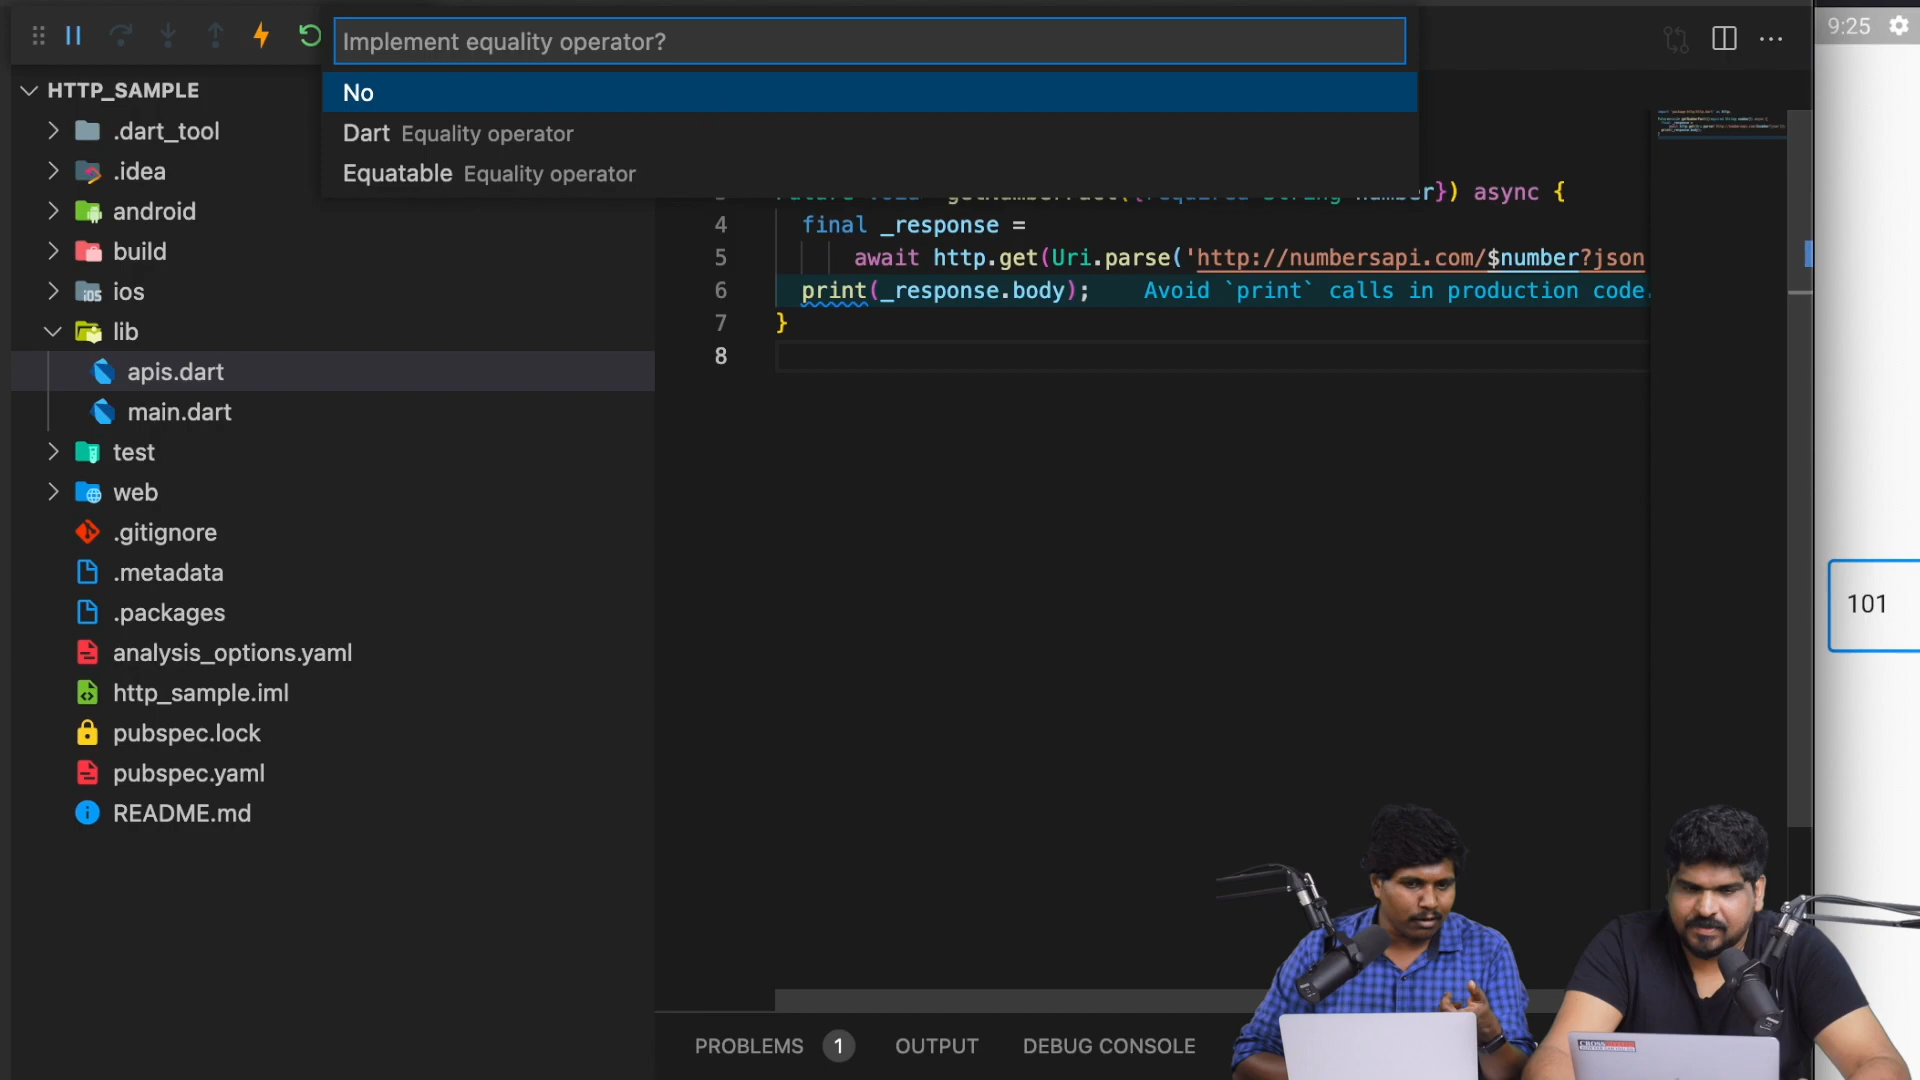 Implement equality operator?
9:25
No
Dart Equality operator
Equatable Equality operator
HTTP_SAMPLE
.dart_tool
.idea
android
build
ios
lib
apis.dart
main.dart
test
web
.gitignore
.metadata
.packages
analysis_options.yaml
http_sample.iml
pubspec.lock
pubspec.yaml
README.md
r}) async {
4 final _response =
5 await http.get(Uri.parse('http://numbersapi.com/$number?json
6 print(_response.body); Avoid `print` calls in production code.
7 }
8
101
PROBLEMS 1 OUTPUT DEBUG CONSOLE